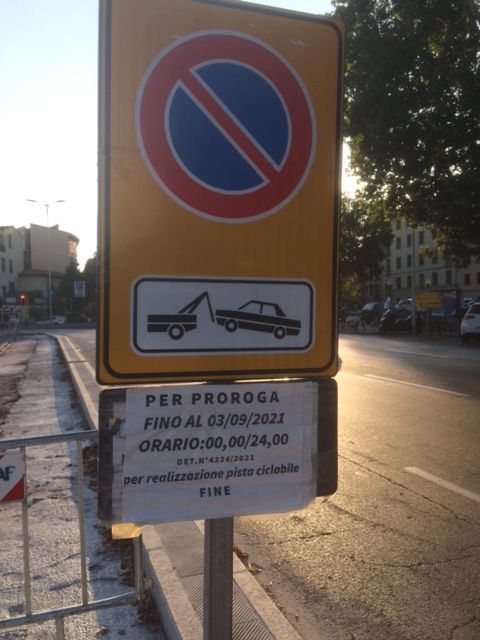 PER PROROGA
FINO AL 03/09/2021
ORARIO:00,00/24,00
DET.N°4326/2021
per realizzazione pista ciclabile
FINE
AF